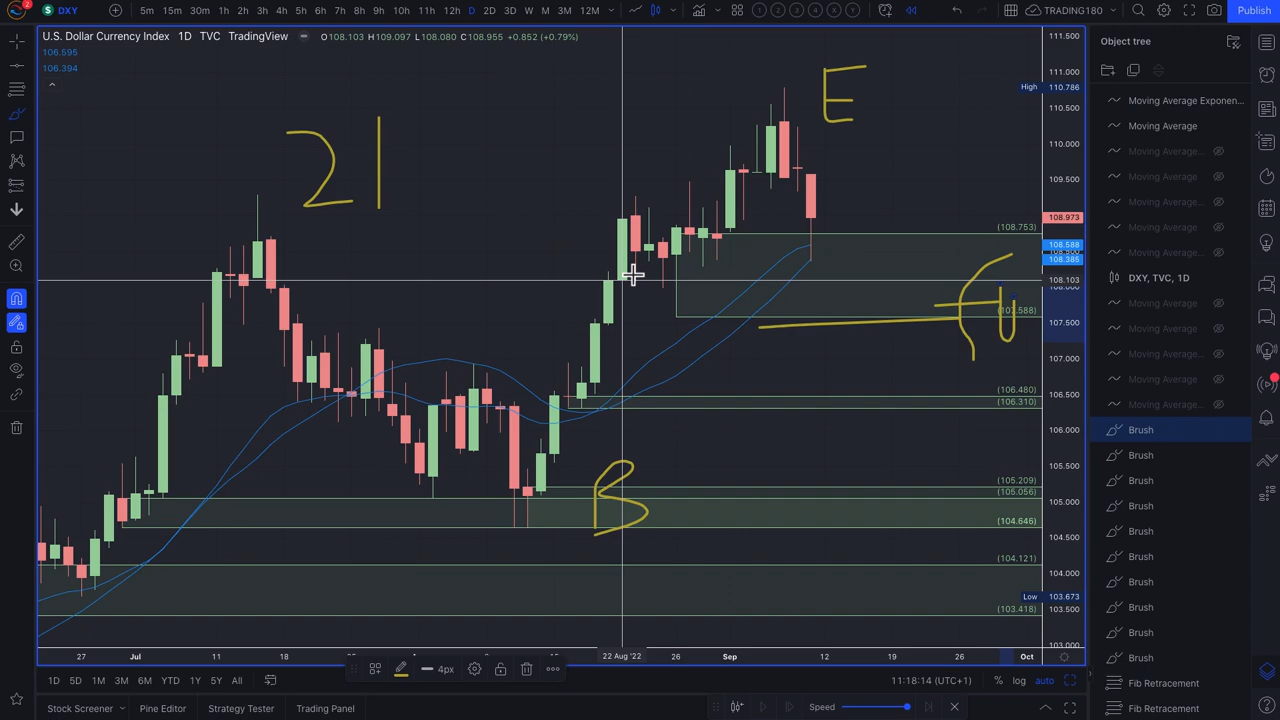 2
DXY
S
5m 15m 30m 1h 2h 3h 4h 5h 6h 7h 8h 9h 10h 11h 12h D 2D W M 3M 12M
1 2 3 4 X Y
TRADING180
Publish
U.S. Dollar Currency Index 1D TVC TradingView O108.103 H109.097 L108.080 C108.955 +0.852 (+0.79%)
106.595
106.394
Object tree
Moving Average Exponen...
Moving Average
Moving Average...
Moving Average...
Moving Average...
Moving Average...
Moving Average...
DXY, TVC, 1D
Moving Average...
Moving Average...
Moving Average...
Moving Average...
Moving Average...
Brush
Brush
Brush
Brush
Brush
Brush
Brush
Brush
Brush
Brush
Fib Retracement
Fib Retracement
21
E
B
(108.753)
(107.588)
(106.480)
(106.310)
(105.209)
(105.056)
(104.646)
(104.121)
(103.418)
111.500
111.000
High 110.786
110.500
110.000
109.500
108.973
108.588
108.385
108.103
107.500
107.000
106.500
106.000
105.500
105.000
104.500
104.000
Low 103.673
103.500
103.000
27 Jul 11 18 22 Aug '22 26 Sep 12 19 26 Oct
4px
1D 5D 1M 3M 6M YTD 1Y 5Y All
11:18:14 (UTC+1) % log auto
Stock Screener Pine Editor Strategy Tester Trading Panel
Speed